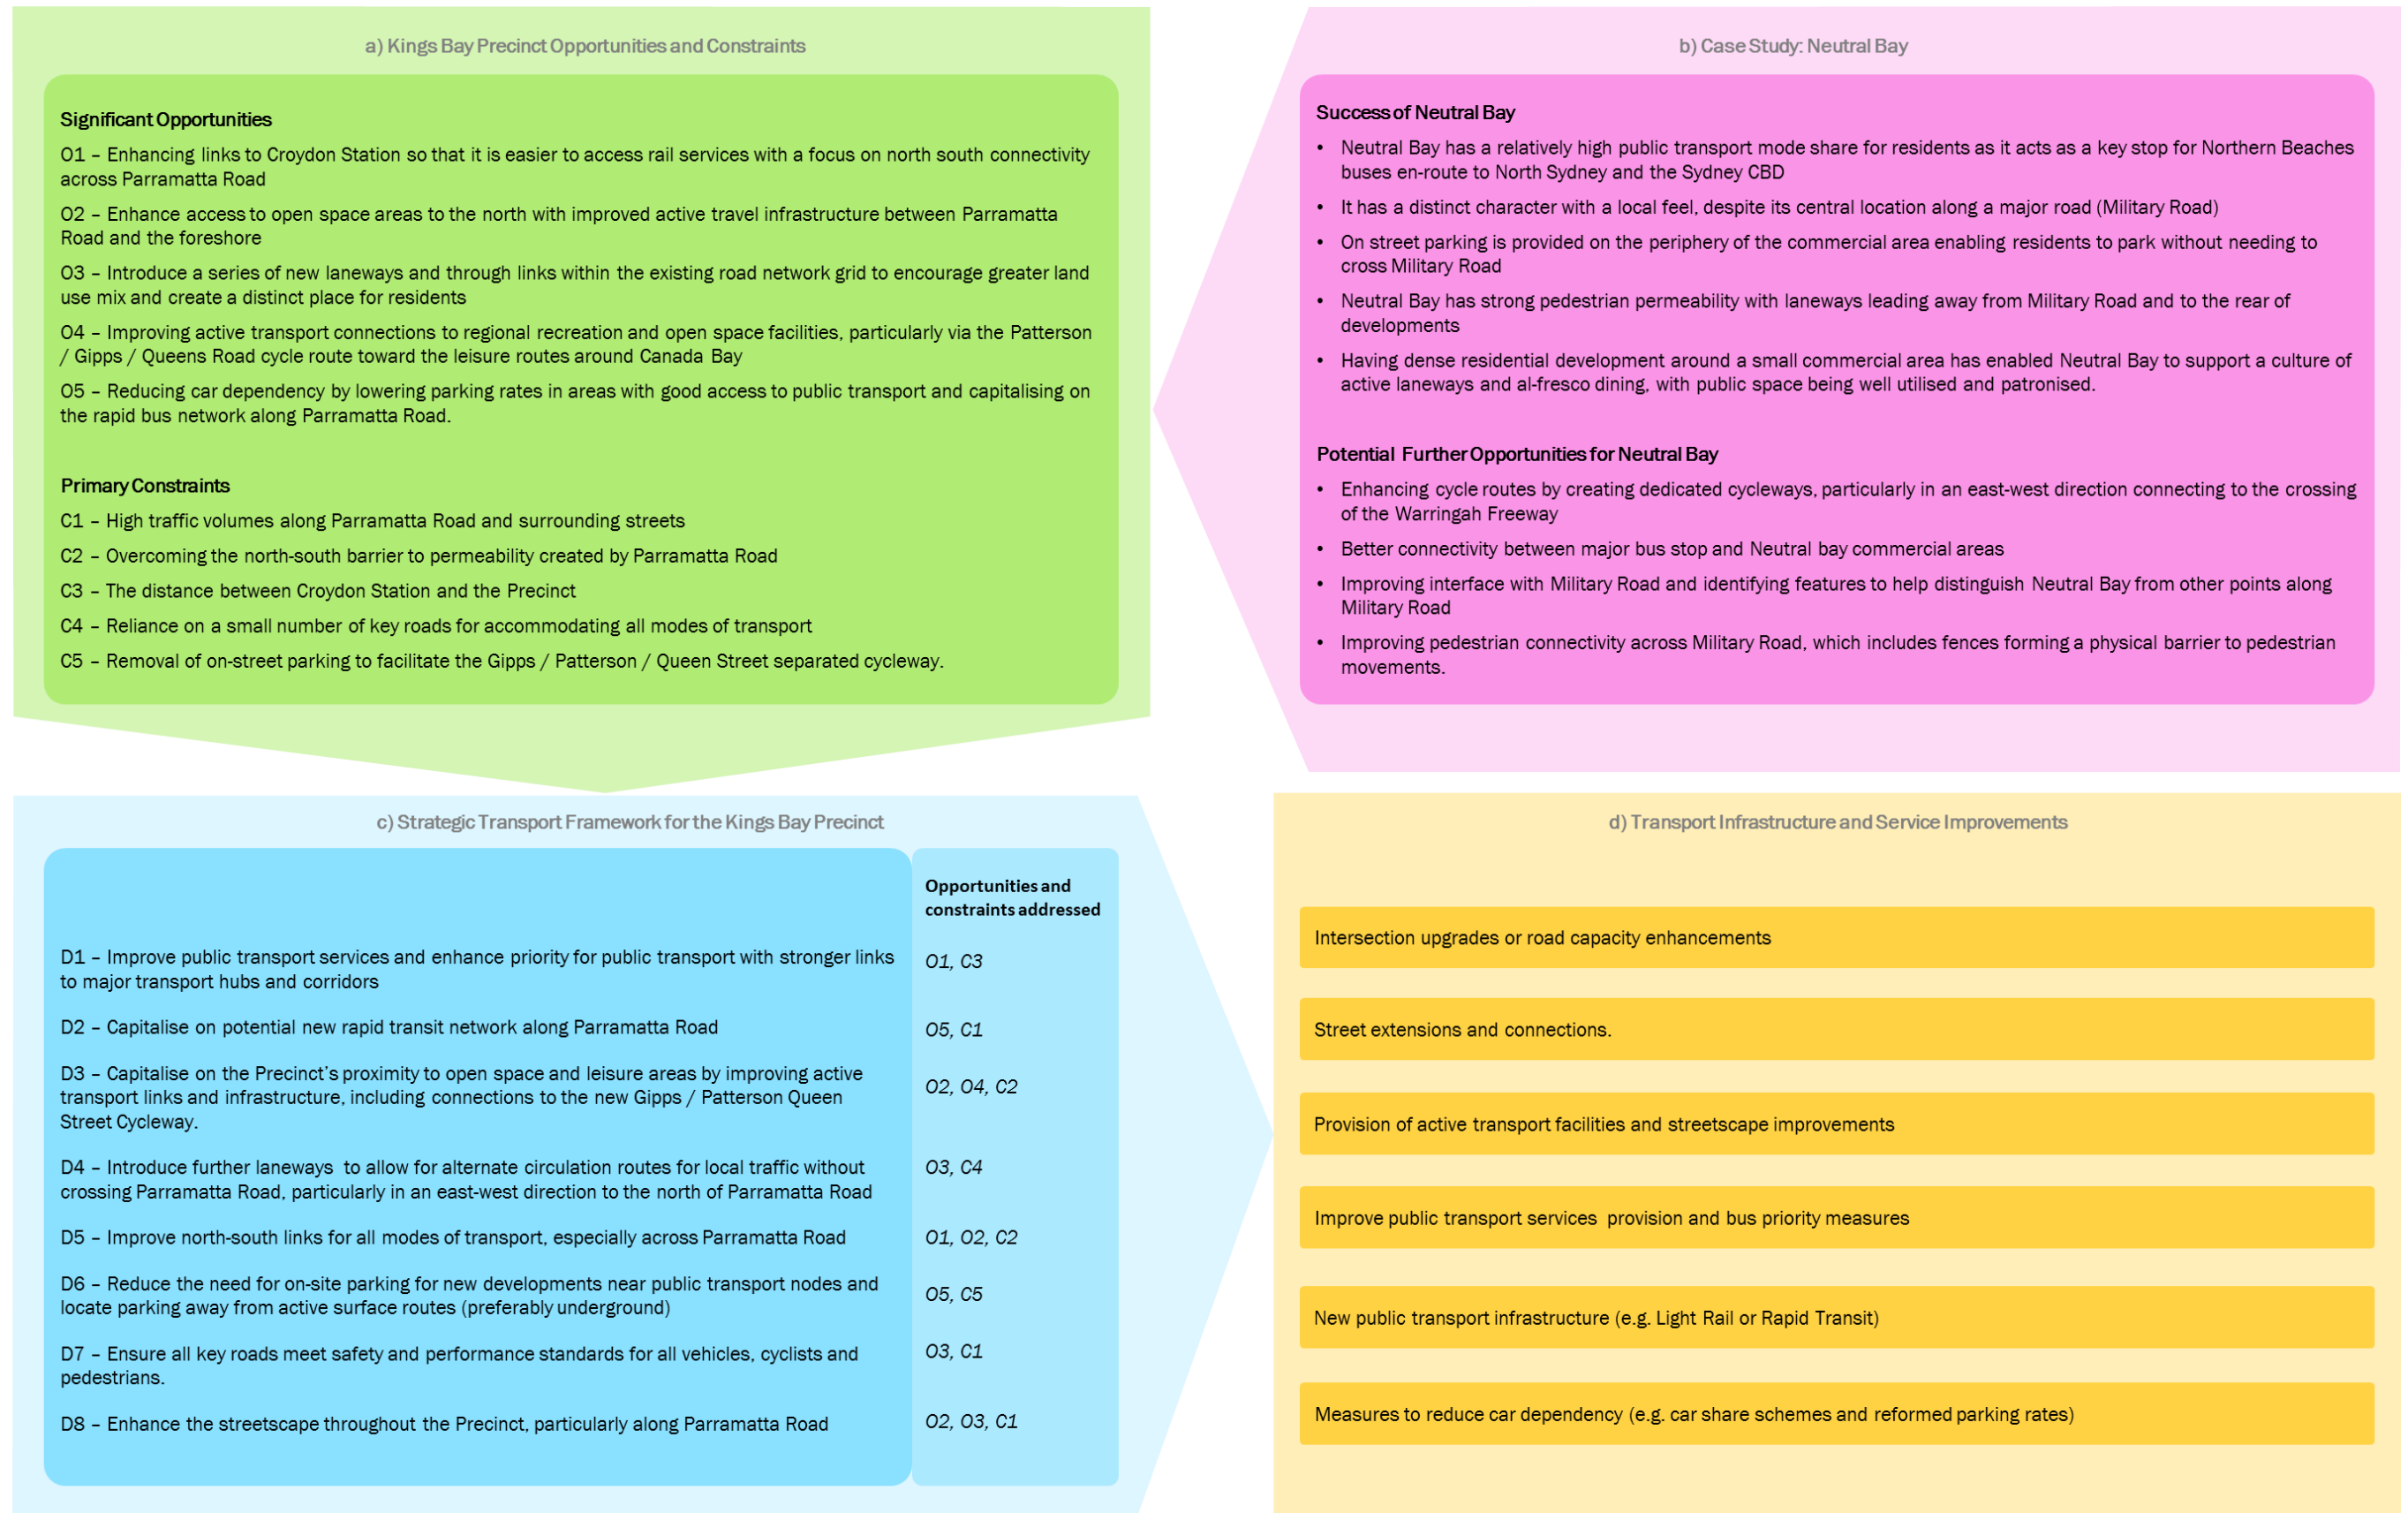 a) Kings Bay Precinct Opportunities and Constraints
Significant Opportunities
O1 – Enhancing links to Croydon Station so that it is easier to access rail services with a focus on north south connectivity
across Parramatta Road
O2 – Enhance access to open space areas to the north with improved active travel infrastructure between Parramatta
Road and the foreshore
O3 – Introduce a series of new laneways and through links within the existing road network grid to encourage greater land
use mix and create a distinct place for residents
O4 – Improving active transport connections to regional recreation and open space facilities, particularly via the Patterson
/ Gipps / Queens Road cycle route toward the leisure routes around Canada Bay
O5 – Reducing car dependency by lowering parking rates in areas with good access to public transport and capitalising on
the rapid bus network along Parramatta Road.
Primary Constraints
C1 – High traffic volumes along Parramatta Road and surrounding streets
C2 – Overcoming the north-south barrier to permeability created by Parramatta Road
C3 – The distance between Croydon Station and the Precinct
C4 – Reliance on a small number of key roads for accommodating all modes of transport
C5 – Removal of on-street parking to facilitate the Gipps / Patterson / Queen Street separated cycleway.
b) Case Study: Neutral Bay
Success of Neutral Bay
• Neutral Bay has a relatively high public transport mode share for residents as it acts as a key stop for Northern Beaches
buses en-route to North Sydney and the Sydney CBD
• It has a distinct character with a local feel, despite its central location along a major road (Military Road)
• On street parking is provided on the periphery of the commercial area enabling residents to park without needing to
cross Military Road
• Neutral Bay has strong pedestrian permeability with laneways leading away from Military Road and to the rear of
developments
• Having dense residential development around a small commercial area has enabled Neutral Bay to support a culture of
active laneways and al-fresco dining, with public space being well utilised and patronised.
Potential Further Opportunities for Neutral Bay
• Enhancing cycle routes by creating dedicated cycleways, particularly in an east-west direction connecting to the crossing
of the Warringah Freeway
• Better connectivity between major bus stop and Neutral bay commercial areas
• Improving interface with Military Road and identifying features to help distinguish Neutral Bay from other points along
Military Road
• Improving pedestrian connectivity across Military Road, which includes fences forming a physical barrier to pedestrian
movements.
c) Strategic Transport Framework for the Kings Bay Precinct
Opportunities and
constraints addressed
D1 – Improve public transport services and enhance priority for public transport with stronger links
to major transport hubs and corridors
O1, C3
D2 – Capitalise on potential new rapid transit network along Parramatta Road
O5, C1
D3 – Capitalise on the Precinct's proximity to open space and leisure areas by improving active
transport links and infrastructure, including connections to the new Gipps / Patterson Queen
Street Cycleway.
O2, O4, C2
D4 – Introduce further laneways to allow for alternate circulation routes for local traffic without
crossing Parramatta Road, particularly in an east-west direction to the north of Parramatta Road
O3, C4
D5 – Improve north-south links for all modes of transport, especially across Parramatta Road
O1, O2, C2
D6 – Reduce the need for on-site parking for new developments near public transport nodes and
locate parking away from active surface routes (preferably underground)
O5, C5
D7 – Ensure all key roads meet safety and performance standards for all vehicles, cyclists and
pedestrians.
O3, C1
D8 – Enhance the streetscape throughout the Precinct, particularly along Parramatta Road
O2, O3, C1
d) Transport Infrastructure and Service Improvements
Intersection upgrades or road capacity enhancements
Street extensions and connections.
Provision of active transport facilities and streetscape improvements
Improve public transport services provision and bus priority measures
New public transport infrastructure (e.g. Light Rail or Rapid Transit)
Measures to reduce car dependency (e.g. car share schemes and reformed parking rates)